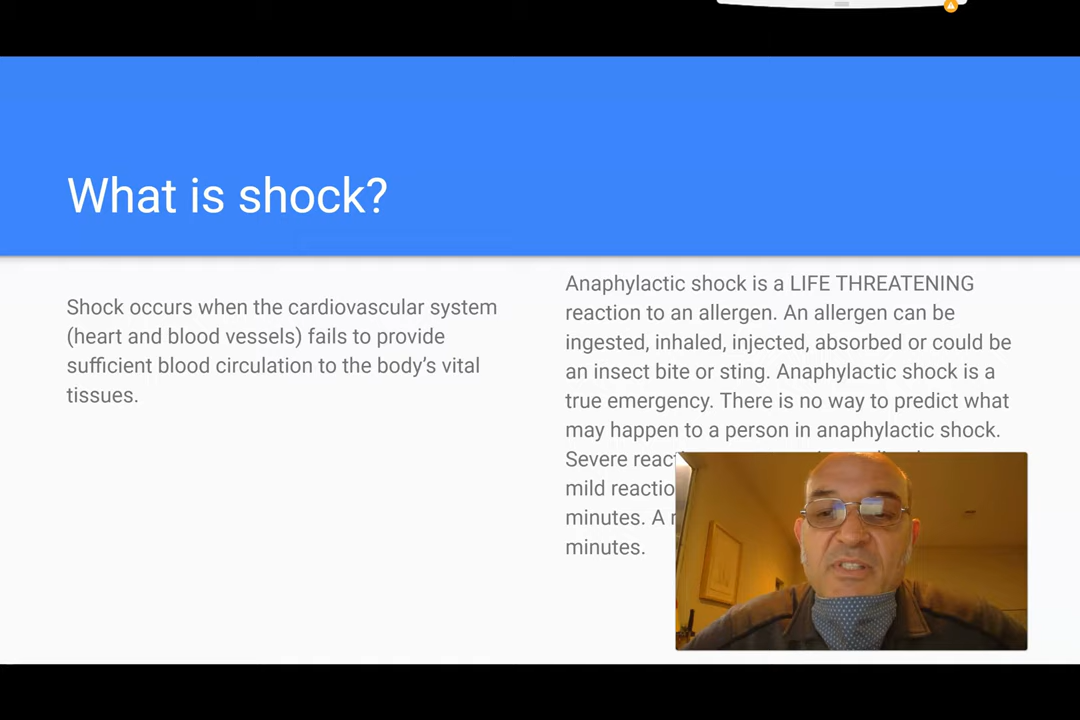 What is shock?
Shock occurs when the cardiovascular system
(heart and blood vessels) fails to provide
sufficient blood circulation to the body’s vital
tissues.
Anaphylactic shock is a LIFE THREATENING
reaction to an allergen. An allergen can be
ingested, inhaled, injected, absorbed or could be
an insect bite or sting. Anaphylactic shock is a
true emergency. There is no way to predict what
may happen to a person in anaphylactic shock.
Severe
mild
minutes. A
minutes.